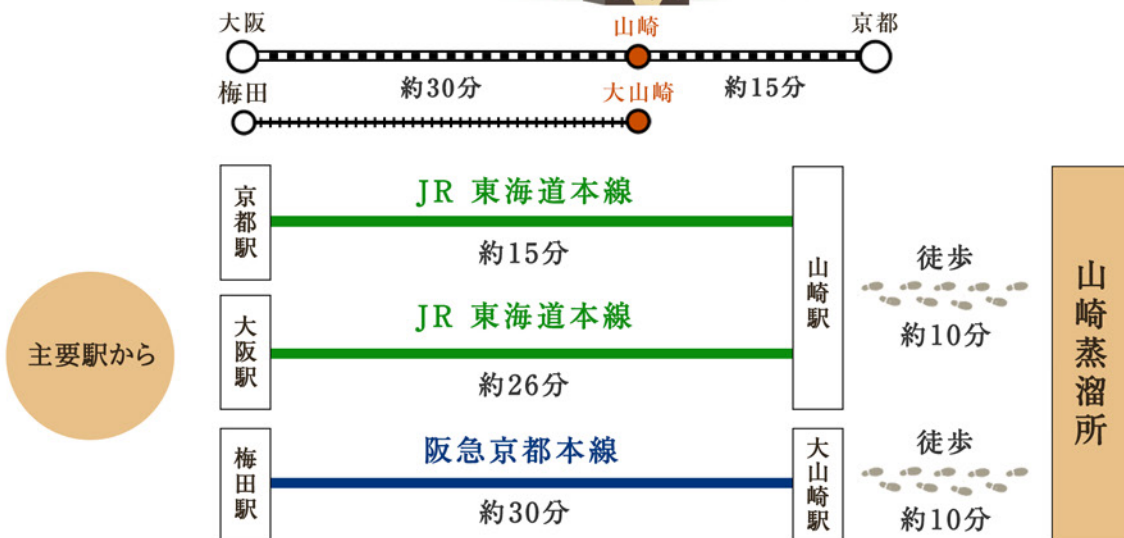 大阪
山崎
京都
約30分
約15分
梅田
大山崎
主要駅から
京都駅
JR 東海道本線
約15分
大阪駅
JR 東海道本線
約26分
山崎駅
徒歩
約10分
梅田駅
阪急京都本線
約30分
大山崎駅
徒歩
約10分
山崎蒸溜所